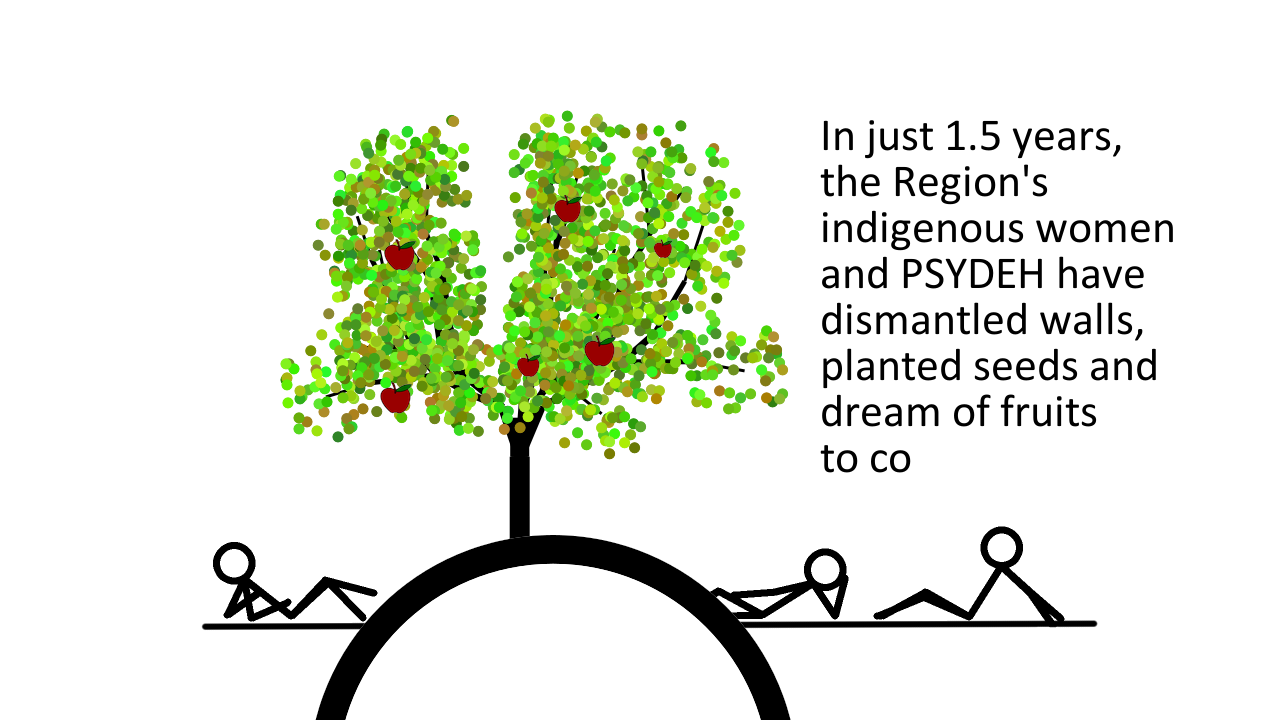 In just 1.5 years,
the Region's
indigenous women
and PSYDEH have
dismantled walls,
planted seeds and
dream of fruits
to co